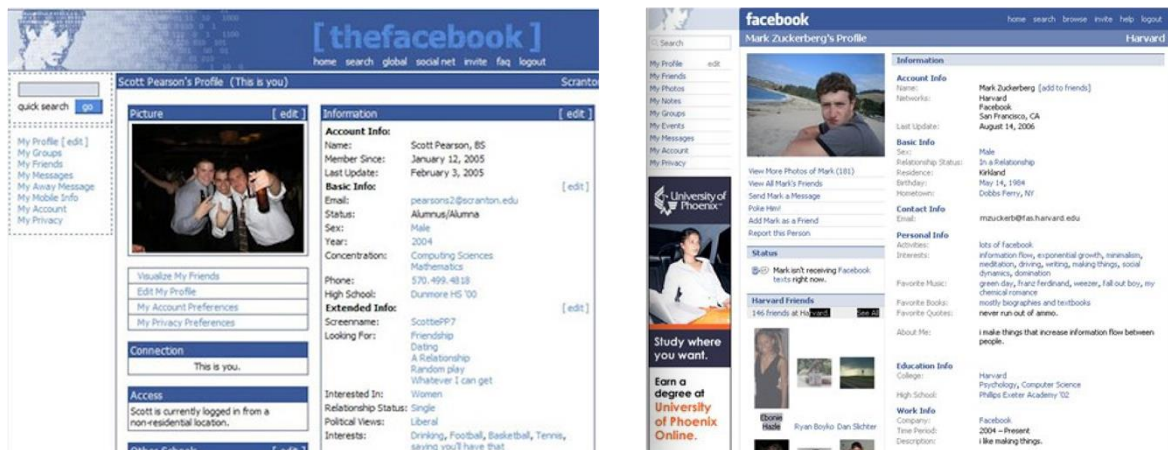 [ thefacebook ]
home search global social net invite faq logout
Scott Pearson's Profile (This is you)
Scranton
quick search
go
My Profile [ edit ]
My Groups
My Friends
My Messages
My Away Message
My Mobile Info
My Account
My Privacy
Picture [ edit ]
Visualize My Friends
Edit My Profile
My Account Preferences
My Privacy Preferences
Connection
This is you.
Access
Scott is currently logged in from a
non-residential location.
Other Schools [ edit ]
Information [ edit ]
Account Info:
Name: Scott Pearson, BS
Member Since: January 12, 2005
Last Update: February 3, 2005
Basic Info: [ edit ]
Email: pearsons2@scranton.edu
Status: Alumnus/Alumna
Sex: Male
Year: 2004
Concentration: Computing Sciences
Mathematics
Phone: 570.499.4818
High School: Dunmore HS '00
Extended Info: [ edit ]
Screenname: ScottiePP7
Looking For: Friendship
Dating
A Relationship
Random play
Whatever I can get
Interested In: Women
Relationship Status: Single
Political Views: Liberal
Interests: Drinking, Football, Basketball, Tennis,
saying you'll have that
facebook
home search browse invite help logout
Mark Zuckerberg's Profile
Harvard
Search
My Profile edit
My Friends
My Photos
My Notes
My Groups
My Events
My Messages
My Account
My Privacy
University of
Phoenix
Study where
you want.
Earn a
degree at
University
of Phoenix
Online.
View More Photos of Mark (181)
View All Mark's Friends
Send Mark a Message
Poke Him!
Add Mark as a Friend
Report this Person
Status
Mark isn't receiving Facebook
texts right now.
Harvard Friends
146 friends at Harvard. See All
Ebonie
Hazle
Ryan Boyko
Dan Slichter
Information
Account Info
Name: Mark Zuckerberg [add to friends]
Networks: Harvard
Facebook
San Francisco, CA
Last Update: August 14, 2006
Basic Info
Sex: Male
Relationship Status: In a Relationship
Residence: Kirkland
Birthday: May 14, 1984
Hometown: Dobbs Ferry, NY
Contact Info
Email: mzuckerb@fas.harvard.edu
Personal Info
Activities: lots of facebook
Interests: information flow, exponential growth, minimalism,
meditation, driving, writing, making things, social
dynamics, domination
Favorite Music: green day, franz ferdinand, weezer, fall out boy, my
chemical romance
Favorite Books: mostly biographies and textbooks
Favorite Quotes: never run out of ammo.
About Me: i make things that increase information flow between
people.
Education Info
College: Harvard
Psychology, Computer Science
High School: Phillips Exeter Academy '02
Work Info
Company: Facebook
Time Period: 2004 – Present
Description: i like making things.